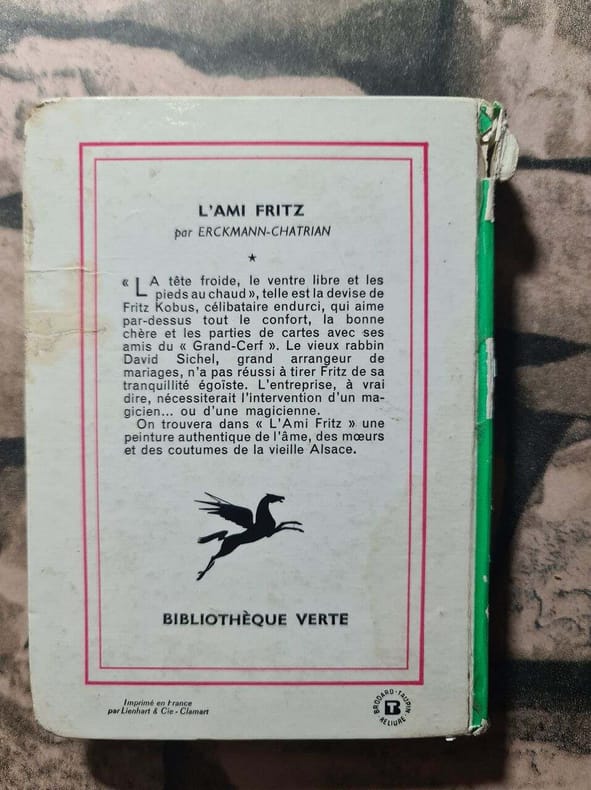 L'AMI FRITZ
par ERCKMANN-CHATRIAN
« LA tête froide, le ventre libre et les
pieds au chaud », telle est la devise de
Fritz Kobus, célibataire endurci, qui aime
par-dessus tout le confort, la bonne
chère et les parties de cartes avec ses
amis du « Grand-Cerf ». Le vieux rabbin
David Sichel, grand arrangeur de
mariages, n'a pas réussi à tirer Fritz de sa
tranquillité égoïste. L'entreprise, à vrai
dire, nécessiterait l'intervention d'un ma-
gicien... ou d'une magicienne.
On trouvera dans « L'Ami Fritz » une
peinture authentique de l'âme, des mœurs
et des coutumes de la vieille Alsace.
BIBLIOTHÈQUE VERTE
Imprimé en France
par Lienhart & Cie - Clamart
BRODARD-TAUPIN
BT
RELIURE